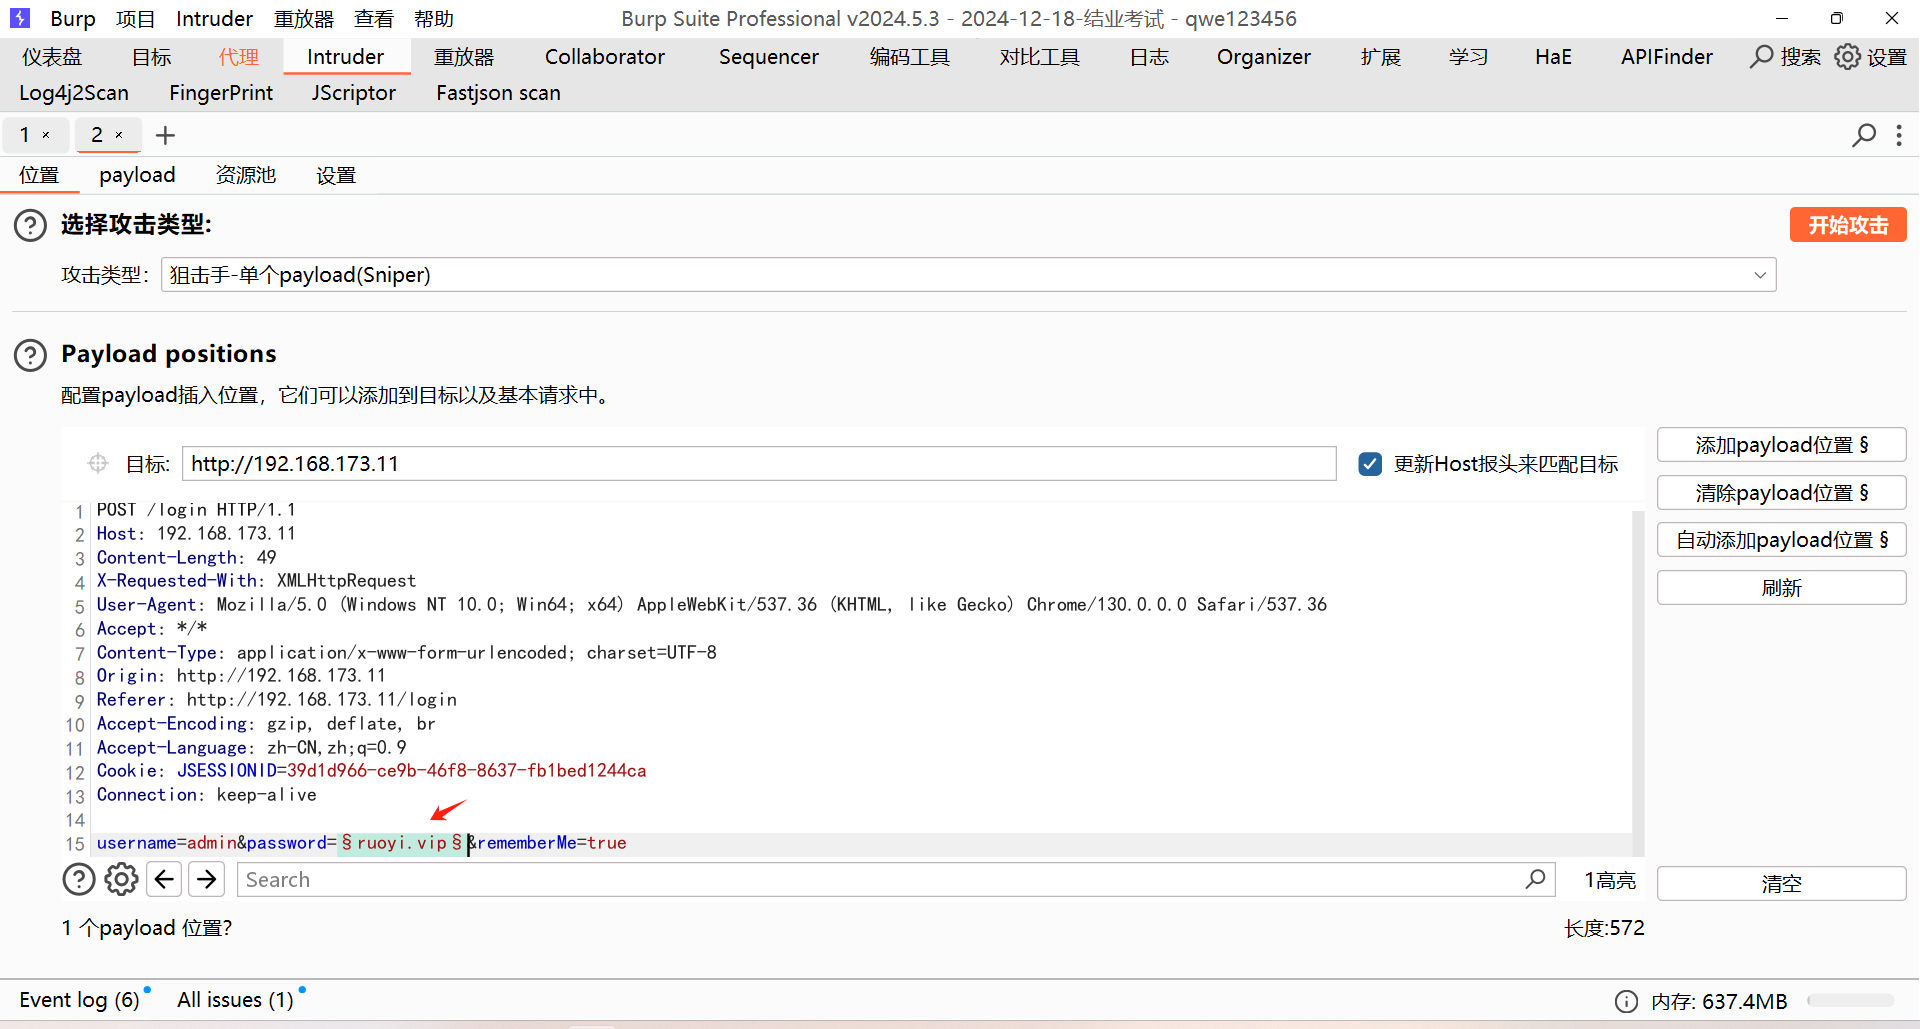 Burp 项目 Intruder 重放器 查看 帮助 Burp Suite Professional v2024.5.3 - 2024-12-18-结业考试 - qwe123456
仪表盘 目标 代理 Intruder 重放器 Collaborator Sequencer 编码工具 对比工具 日志 Organizer 扩展 学习 HaE APIFinder 搜索 设置
Log4j2Scan FingerPrint JScriptor Fastjson scan
1 × 2 × +
位置 payload 资源池 设置
? 选择攻击类型: 开始攻击
攻击类型: 狙击手-单个payload(Sniper)
? Payload positions
配置payload插入位置，它们可以添加到目标以及基本请求中。
目标: http://192.168.173.11 更新Host报头来匹配目标
添加payload位置 §
清除payload位置 §
自动添加payload位置 §
刷新
1 POST /login HTTP/1.1
2 Host: 192.168.173.11
3 Content-Length: 49
4 X-Requested-With: XMLHttpRequest
5 User-Agent: Mozilla/5.0 (Windows NT 10.0; Win64; x64) AppleWebKit/537.36 (KHTML, like Gecko) Chrome/130.0.0.0 Safari/537.36
6 Accept: */*
7 Content-Type: application/x-www-form-urlencoded; charset=UTF-8
8 Origin: http://192.168.173.11
9 Referer: http://192.168.173.11/login
10 Accept-Encoding: gzip, deflate, br
11 Accept-Language: zh-CN,zh;q=0.9
12 Cookie: JSESSIONID=39d1d966-ce9b-46f8-8637-fb1bed1244ca
13 Connection: keep-alive
14
15 username=admin&password=§ruoyi.vip§&rememberMe=true
? Search 1高亮 清空
1 个payload 位置? 长度:572
Event log (6) All issues (1) 内存: 637.4MB